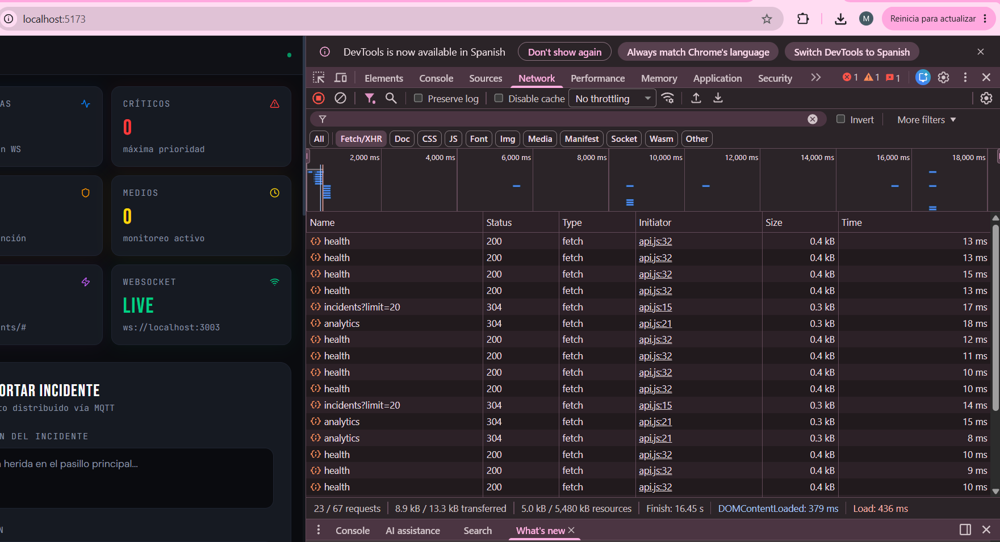 localhost:5173
M
Reinicia para actualizar
AS
n WS
CRÍTICOS
0
máxima prioridad
nción
MEDIOS
0
monitoreo activo
nts/#
WEBSOCKET
LIVE
ws://localhost:3003
ORTAR INCIDENTE
to distribuido vía MQTT
N DEL INCIDENTE
herida en el pasillo principal...
N
DevTools is now available in Spanish
Don't show again
Always match Chrome's language
Switch DevTools to Spanish
Elements Console Sources Network Performance Memory Application Security 1 1 1
Preserve log Disable cache No throttling
Invert More filters
All Fetch/XHR Doc CSS JS Font Img Media Manifest Socket Wasm Other
2,000 ms 4,000 ms 6,000 ms 8,000 ms 10,000 ms 12,000 ms 14,000 ms 16,000 ms 18,000 ms
Name Status Type Initiator Size Time
health 200 fetch api.js:32 0.4 kB 13 ms
health 200 fetch api.js:32 0.4 kB 13 ms
health 200 fetch api.js:32 0.4 kB 15 ms
health 200 fetch api.js:32 0.4 kB 13 ms
incidents?limit=20 304 fetch api.js:15 0.3 kB 17 ms
analytics 304 fetch api.js:21 0.3 kB 18 ms
health 200 fetch api.js:32 0.4 kB 12 ms
health 200 fetch api.js:32 0.4 kB 11 ms
health 200 fetch api.js:32 0.4 kB 10 ms
health 200 fetch api.js:32 0.4 kB 10 ms
incidents?limit=20 304 fetch api.js:15 0.3 kB 14 ms
analytics 304 fetch api.js:21 0.3 kB 15 ms
analytics 304 fetch api.js:21 0.3 kB 8 ms
health 200 fetch api.js:32 0.4 kB 10 ms
health 200 fetch api.js:32 0.4 kB 9 ms
health 200 fetch api.js:32 0.4 kB 10 ms
23 / 67 requests 8.9 kB / 13.3 kB transferred 5.0 kB / 5,480 kB resources Finish: 16.45 s DOMContentLoaded: 379 ms Load: 436 ms
Console AI assistance Search What's new